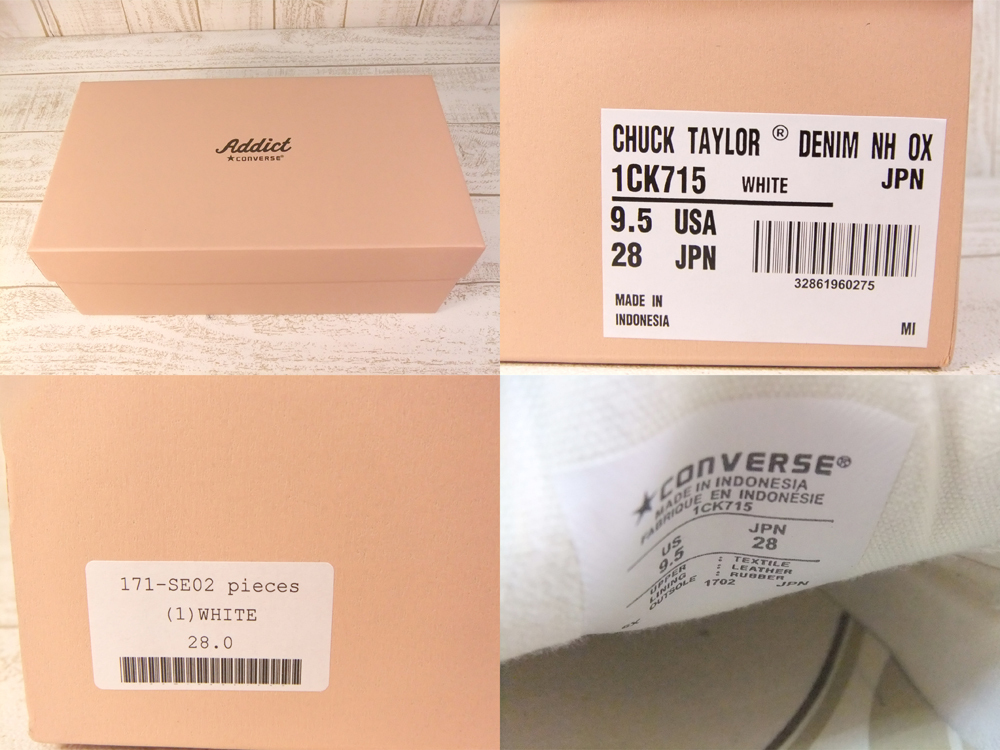 Addict
★CONVERSE®
CHUCK TAYLOR ® DENIM NH OX
1CK715 WHITE JPN
9.5 USA
28 JPN
32861960275
MADE IN
INDONESIA
MI
171-SE02 pieces
(1)WHITE
28.0
★CONVERSE®
MADE IN INDONESIA
FABRIQUE EN INDONÉSIE
1CK715
US JPN
9.5 28
UPPER : TEXTILE
LINING : LEATHER
OUTSOLE : RUBBER
1702 JPN